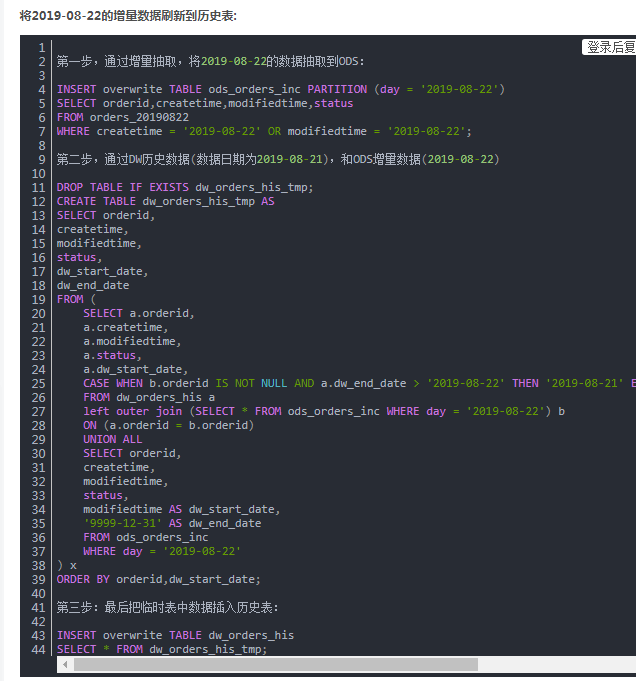 将2019-08-22的增量数据刷新到历史表:
登录后复
1
2 第一步，通过增量抽取，将2019-08-22的数据抽取到ODS:
3
4 INSERT overwrite TABLE ods_orders_inc PARTITION (day = '2019-08-22')
5 SELECT orderid,createtime,modifiedtime,status
6 FROM orders_20190822
7 WHERE createtime = '2019-08-22' OR modifiedtime = '2019-08-22';
8
9 第二步，通过DW历史数据(数据日期为2019-08-21)，和ODS增量数据(2019-08-22)
10
11 DROP TABLE IF EXISTS dw_orders_his_tmp;
12 CREATE TABLE dw_orders_his_tmp AS
13 SELECT orderid,
14 createtime,
15 modifiedtime,
16 status,
17 dw_start_date,
18 dw_end_date
19 FROM (
20 SELECT a.orderid,
21 a.createtime,
22 a.modifiedtime,
23 a.status,
24 a.dw_start_date,
25 CASE WHEN b.orderid IS NOT NULL AND a.dw_end_date > '2019-08-22' THEN '2019-08-21' E
26 FROM dw_orders_his a
27 left outer join (SELECT * FROM ods_orders_inc WHERE day = '2019-08-22') b
28 ON (a.orderid = b.orderid)
29 UNION ALL
30 SELECT orderid,
31 createtime,
32 modifiedtime,
33 status,
34 modifiedtime AS dw_start_date,
35 '9999-12-31' AS dw_end_date
36 FROM ods_orders_inc
37 WHERE day = '2019-08-22'
38 ) x
39 ORDER BY orderid,dw_start_date;
40
41 第三步：最后把临时表中数据插入历史表:
42
43 INSERT overwrite TABLE dw_orders_his
44 SELECT * FROM dw_orders_his_tmp;